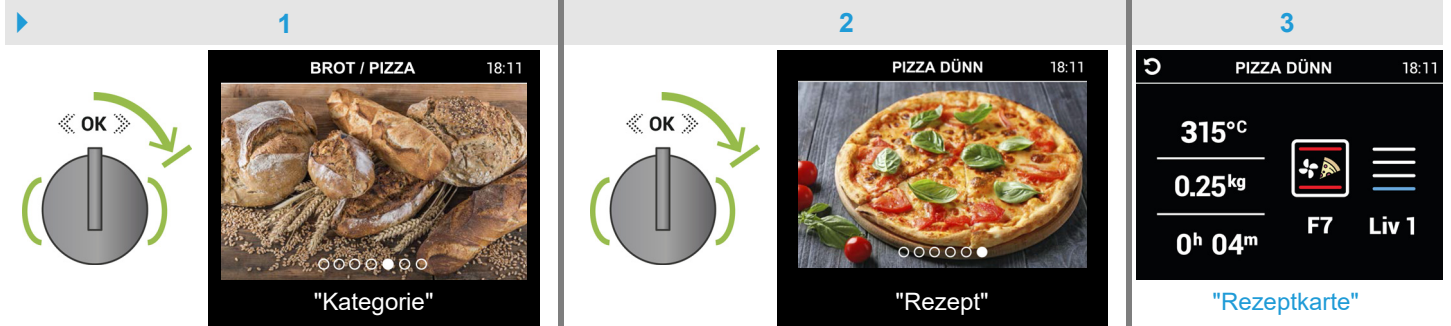 1
OK
BROT / PIZZA 18:11
"Kategorie"
2
OK
PIZZA DÜNN 18:11
"Rezept"
3
PIZZA DÜNN 18:11
315°C
0.25kg
0h 04m
F7
Liv 1
"Rezeptkarte"